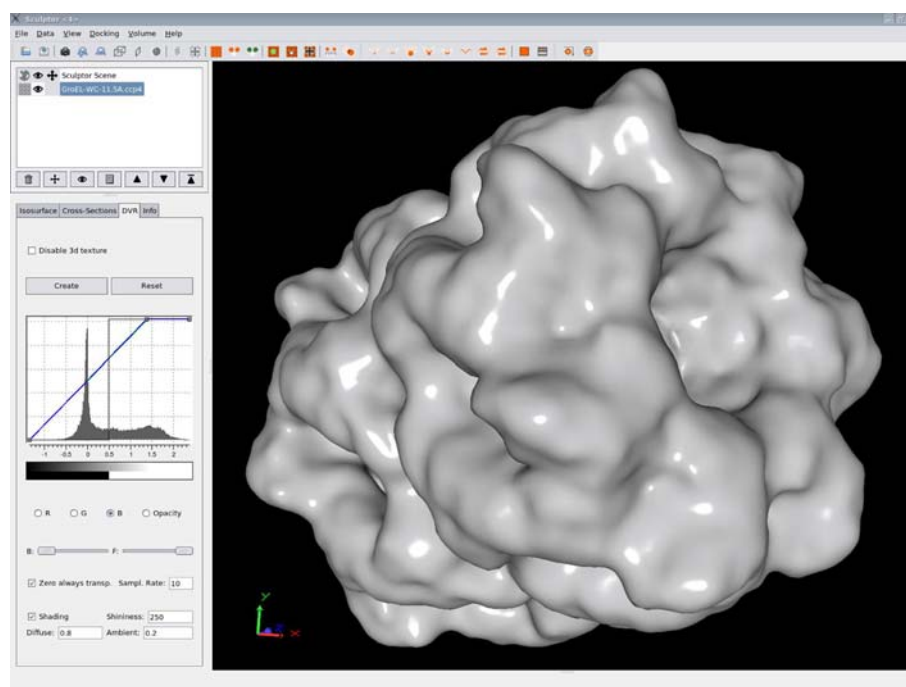 Sculptor <4>
File Data View Docking Volume Help
Sculptor Scene
GroEL-WC-11.5A.ccp4
Isosurface Cross-Sections DVR Info
Disable 3d texture
Create Reset
-1 -0.5 0 0.5 1 1.5 2
R G B Opacity
B: F:
Zero always transp. Sampl. Rate: 10
Shading Shininess: 250
Diffuse: 0.8 Ambient: 0.2
Y
X